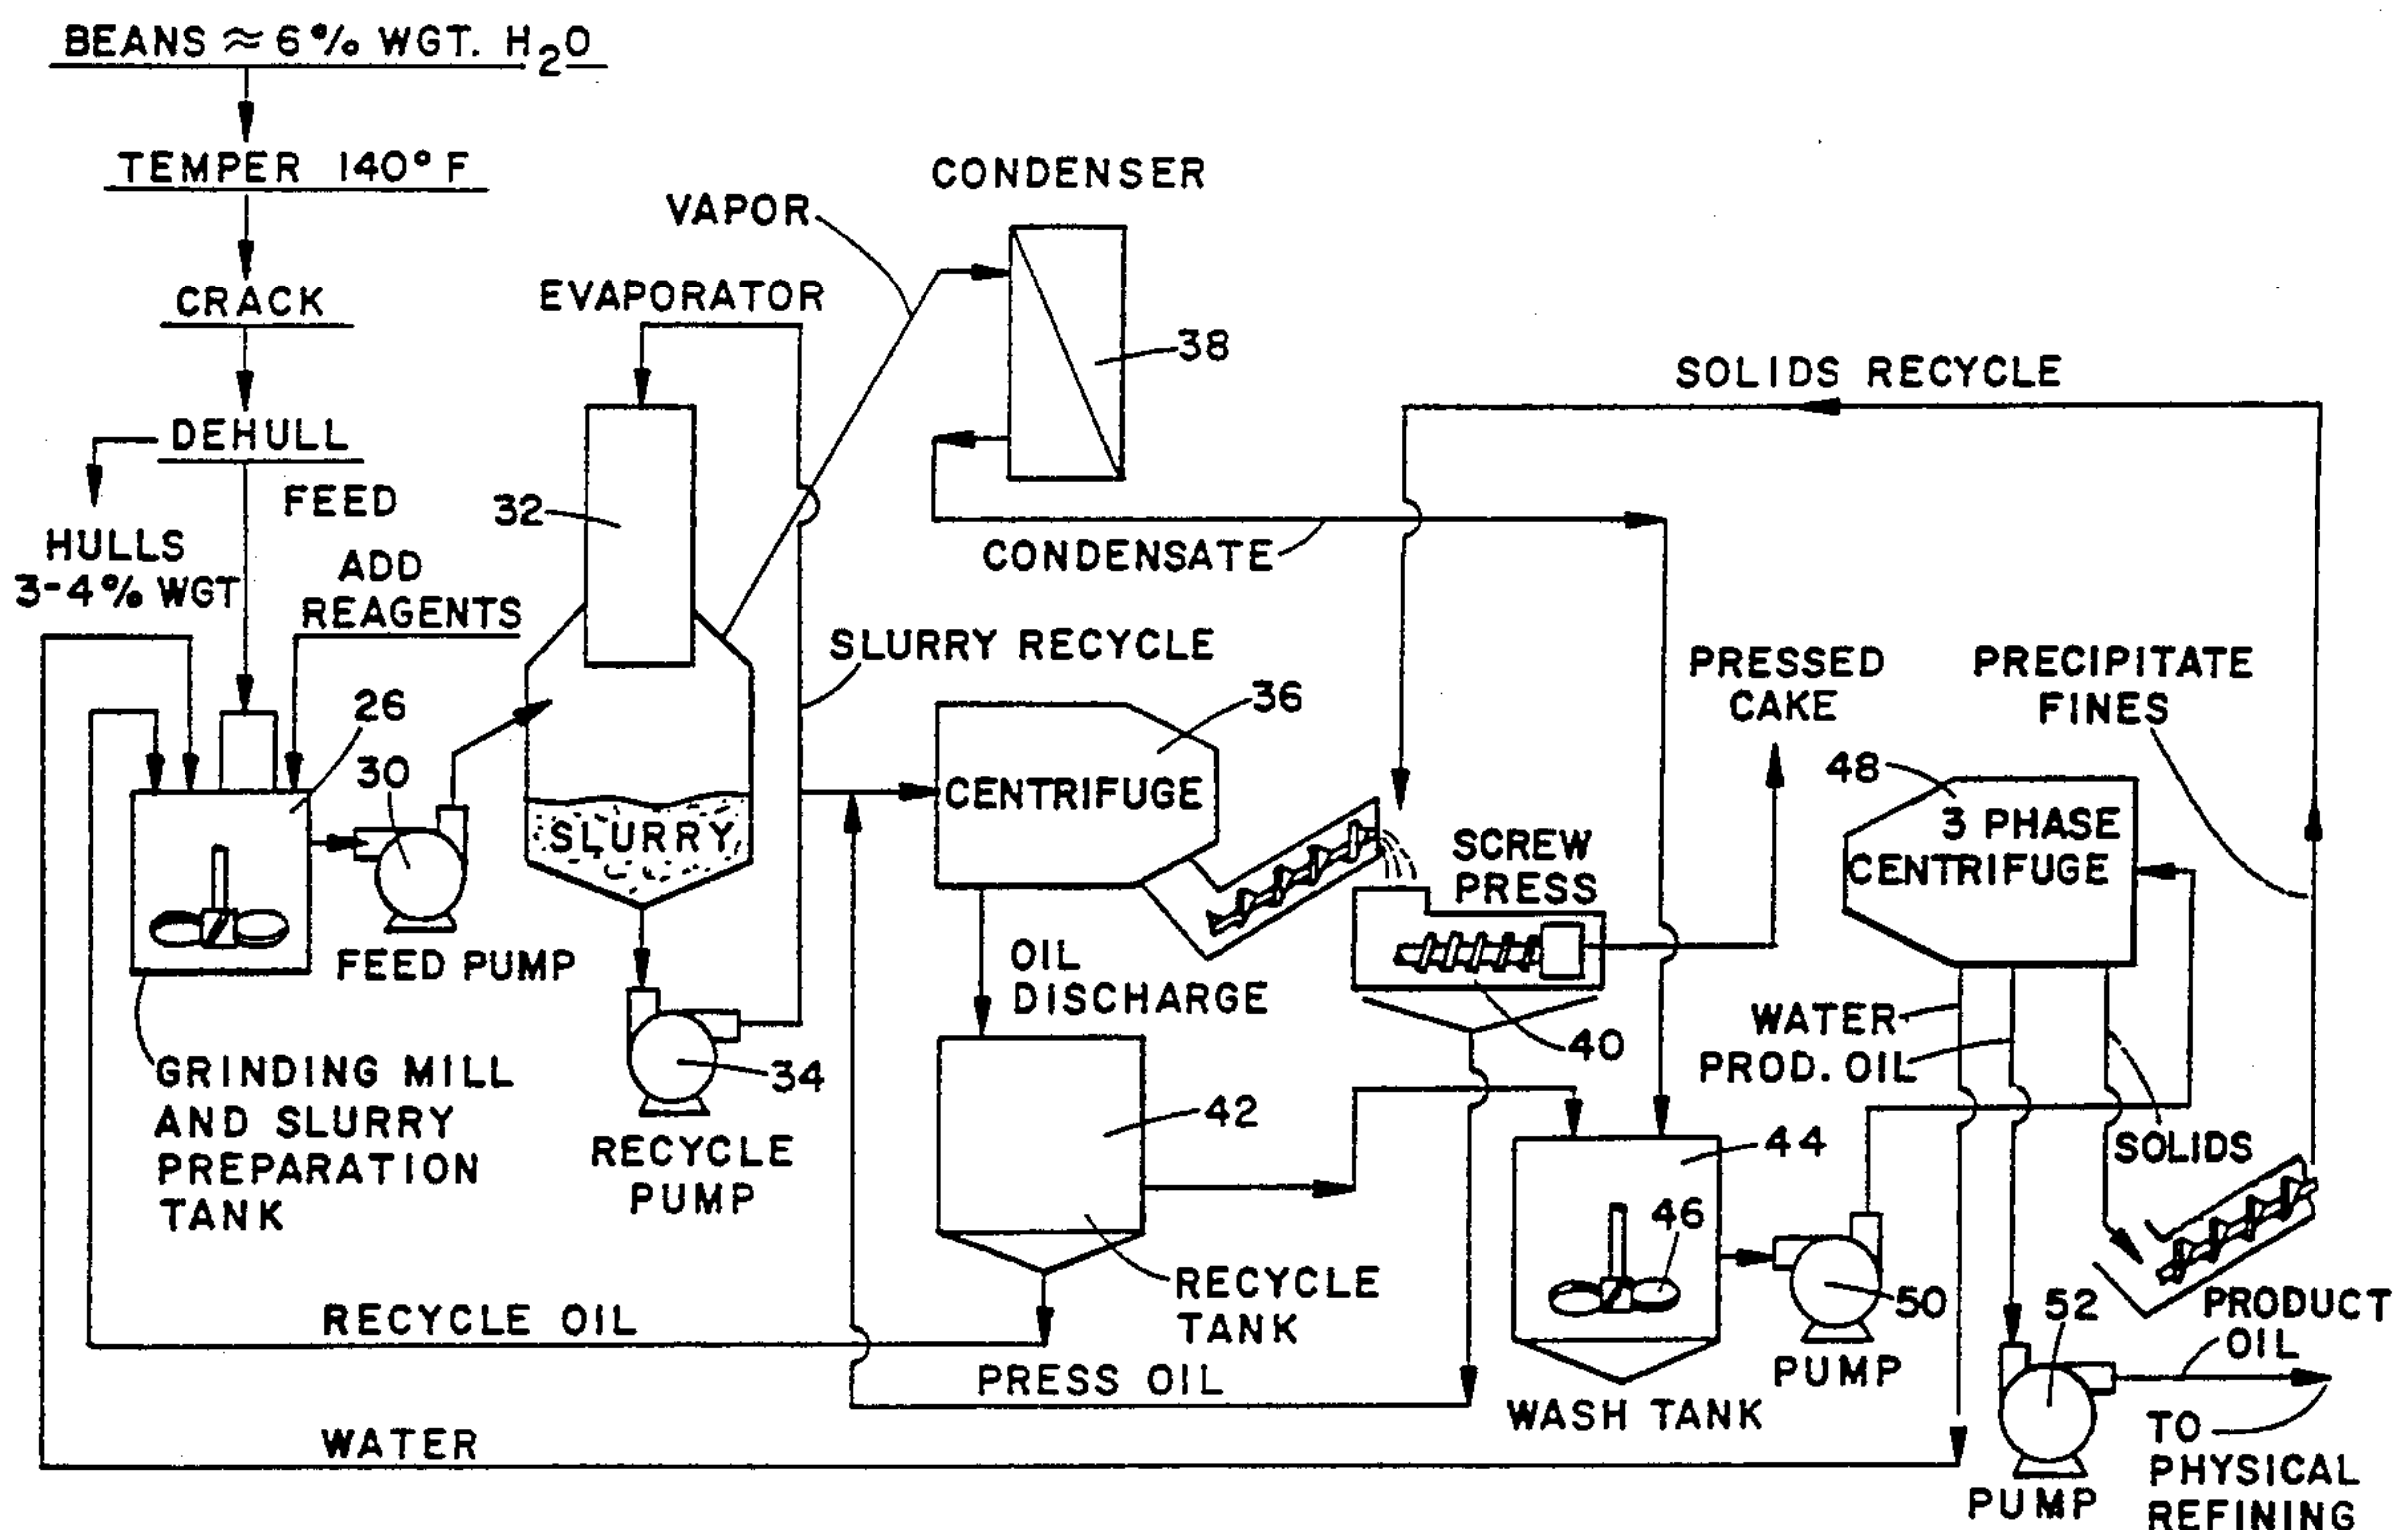 BEANS ≈ 6% WGT. H2O
TEMPER 140° F
CRACK
DEHULL
FEED
HULLS
3-4% WGT
ADD
REAGENTS
26
30
FEED PUMP
GRINDING MILL
AND SLURRY
PREPARATION
TANK
VAPOR
EVAPORATOR
32
SLURRY
34
RECYCLE
PUMP
CONDENSER
38
CONDENSATE
SLURRY RECYCLE
36
CENTRIFUGE
OIL
DISCHARGE
42
RECYCLE
TANK
RECYCLE OIL
PRESS OIL
WATER
SOLIDS RECYCLE
SCREW
PRESS
40
PRESSED
CAKE
44
46
WASH TANK
50
PUMP
PRECIPITATE
FINES
48
3 PHASE
CENTRIFUGE
WATER
PROD. OIL
SOLIDS
52
PRODUCT
OIL
PUMP
TO
PHYSICAL
REFINING